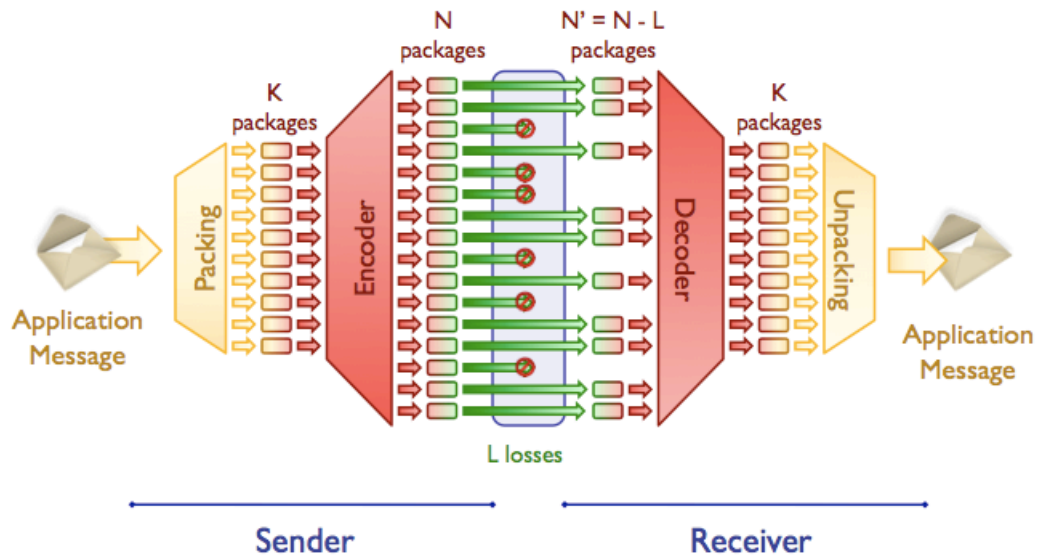 N
packages
N' = N - L
packages
K
packages
K
packages
Packing
Encoder
Decoder
Unpacking
Application
Message
Application
Message
L losses
Sender
Receiver